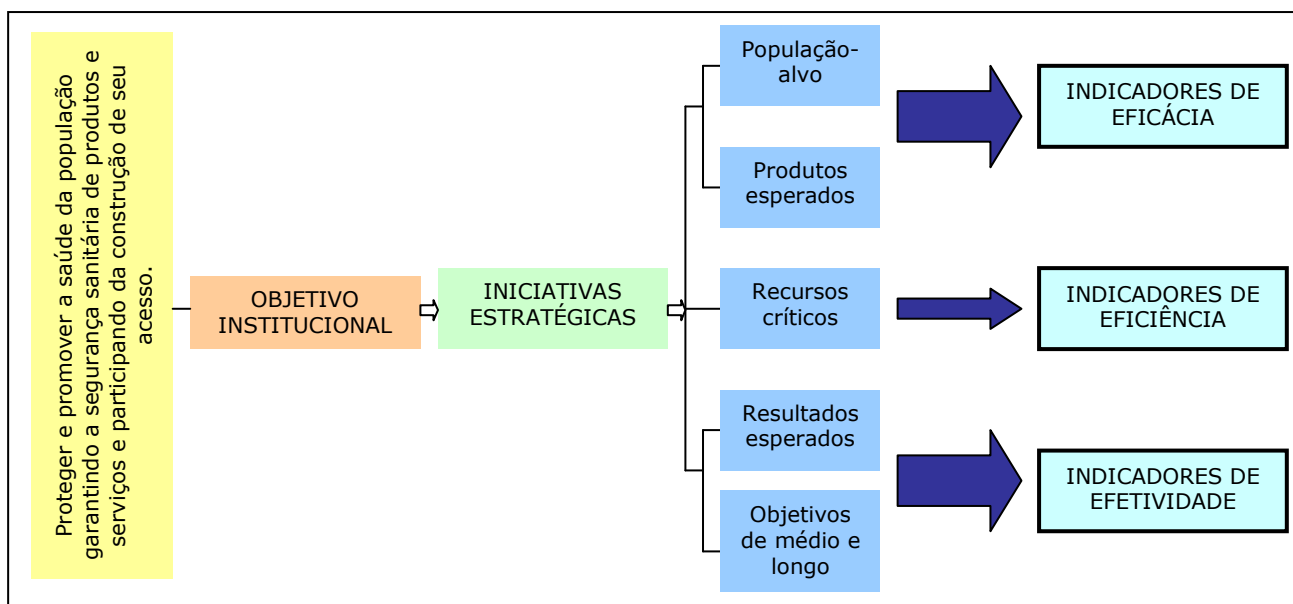 Proteger e promover a saúde da população
garantindo a segurança sanitária de produtos e
serviços e participando da construção de seu
acesso.
OBJETIVO
INSTITUCIONAL
INICIATIVAS
ESTRATÉGICAS
População-
alvo
Produtos
esperados
Recursos
críticos
Resultados
esperados
Objetivos
de médio e
longo
INDICADORES DE
EFICÁCIA
INDICADORES DE
EFICIÊNCIA
INDICADORES DE
EFETIVIDADE